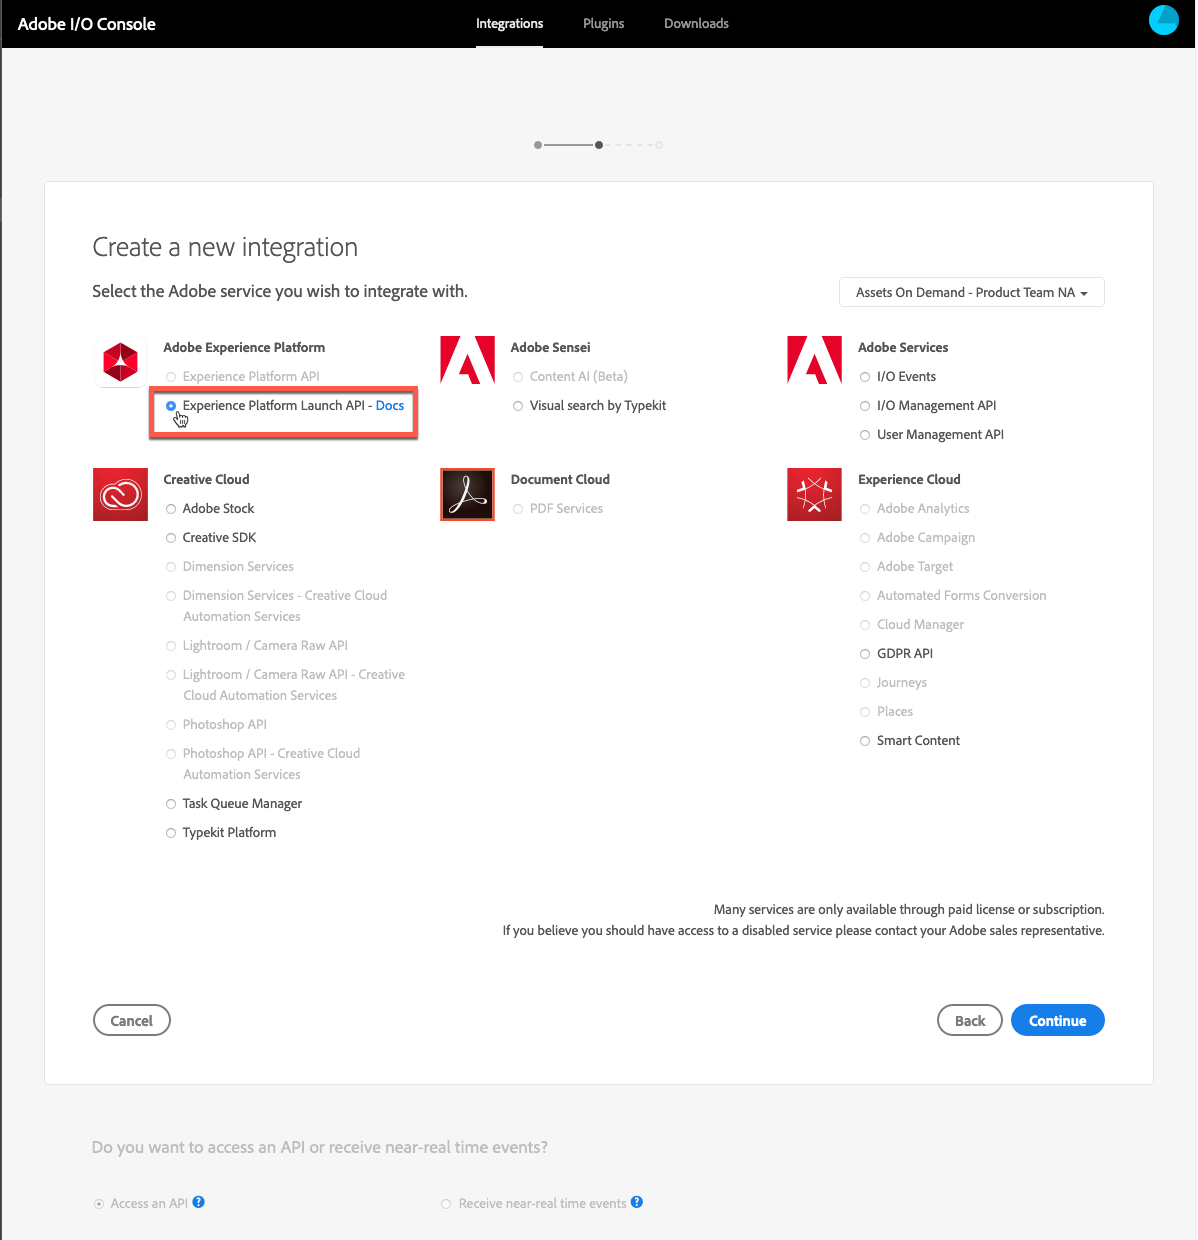 Adobe I/O Console
Integrations
Plugins
Downloads
Create a new integration
Select the Adobe service you wish to integrate with.
Assets On Demand - Product Team NA
Adobe Experience Platform
Experience Platform API
Experience Platform Launch API - Docs
Adobe Sensei
Content AI (Beta)
Visual search by Typekit
Adobe Services
I/O Events
I/O Management API
User Management API
Creative Cloud
Adobe Stock
Creative SDK
Dimension Services
Dimension Services - Creative Cloud
Automation Services
Lightroom / Camera Raw API
Lightroom / Camera Raw API - Creative
Cloud Automation Services
Photoshop API
Photoshop API - Creative Cloud
Automation Services
Task Queue Manager
Typekit Platform
Document Cloud
PDF Services
Experience Cloud
Adobe Analytics
Adobe Campaign
Adobe Target
Automated Forms Conversion
Cloud Manager
GDPR API
Journeys
Places
Smart Content
Many services are only available through paid license or subscription.
If you believe you should have access to a disabled service please contact your Adobe sales representative.
Cancel
Back
Continue
Do you want to access an API or receive near-real time events?
Access an API ?
Receive near-real time events ?